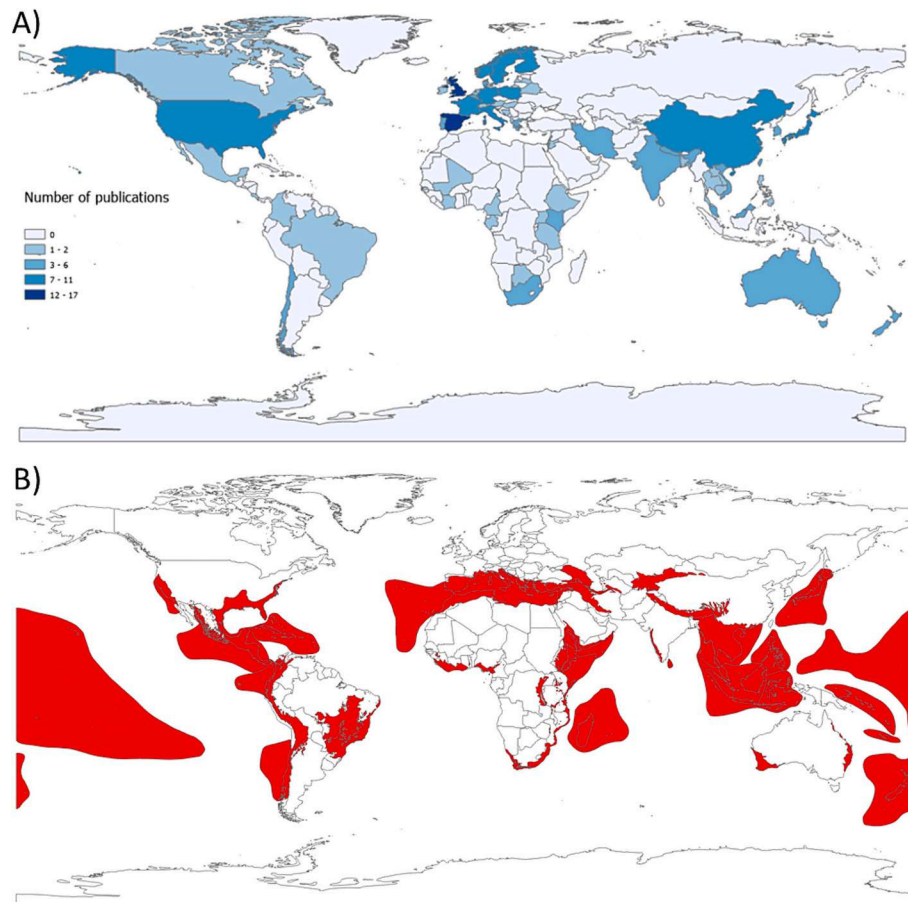 A)
Number of publications
0
1 - 2
3 - 6
7 - 11
12 - 17
B)